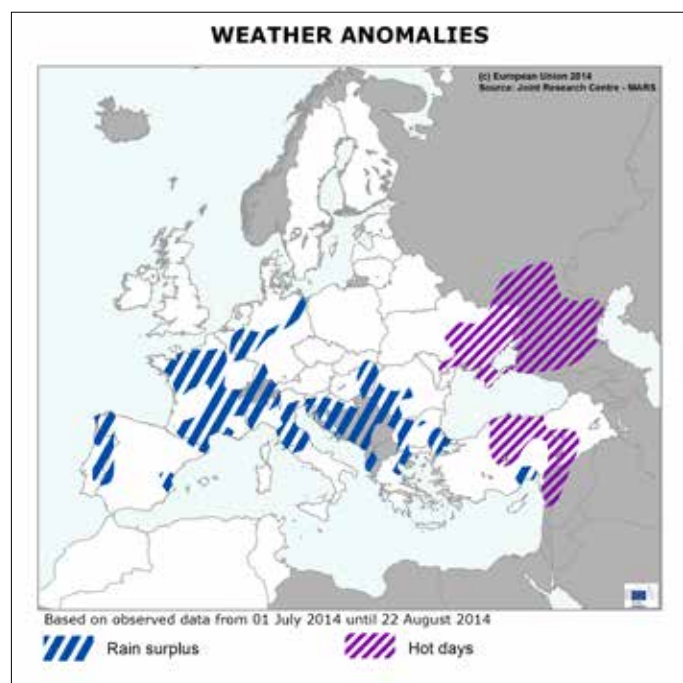 WEATHER ANOMALIES
(c) European Union 2014
Source: Joint Research Centre - MARS
Based on observed data from 01 July 2014 until 22 August 2014
Rain surplus
Hot days